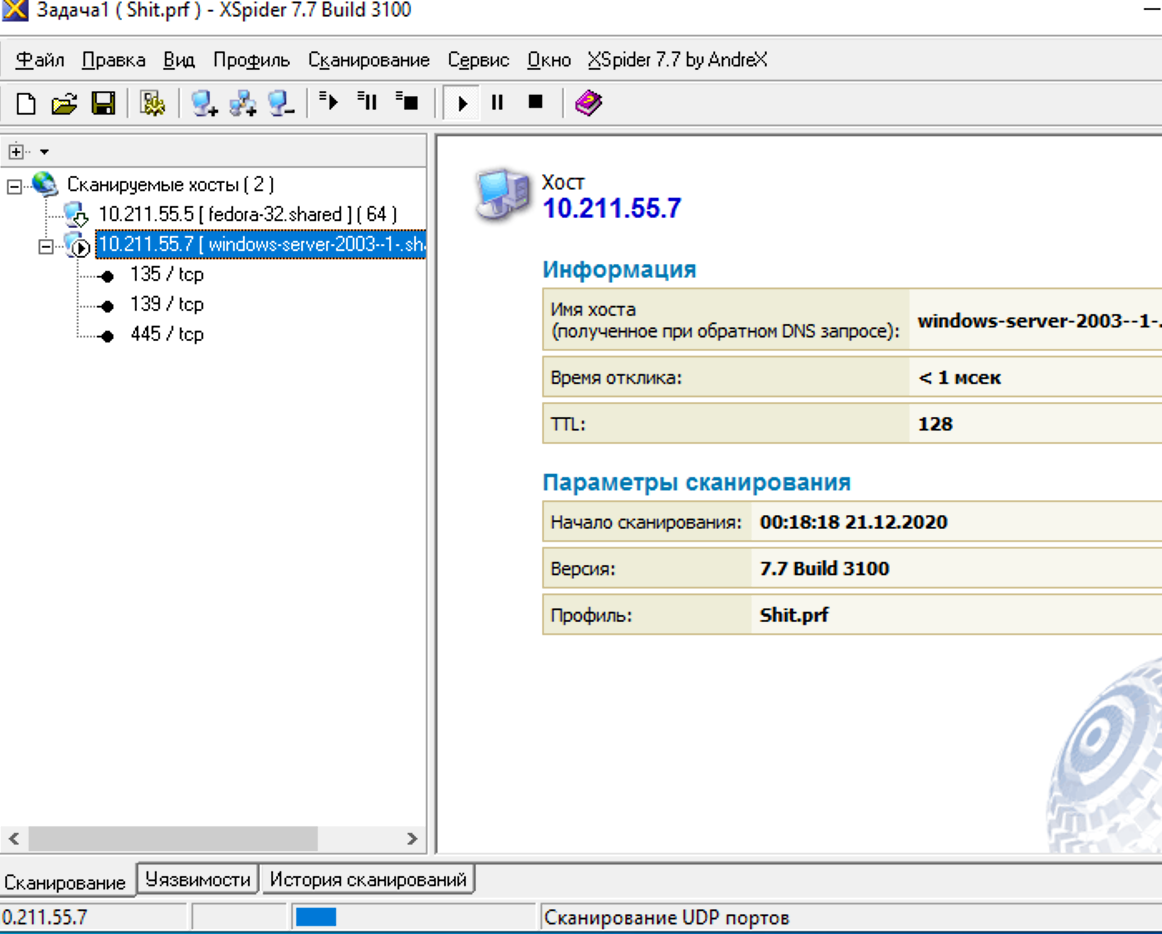 Задача1 ( Shit.prf ) - XSpider 7.7 Build 3100
Файл Правка Вид Профиль Сканирование Сервис Окно XSpider 7.7 by AndreX
Сканируемые хосты ( 2 )
10.211.55.5 [ fedora-32.shared ] ( 64 )
10.211.55.7 [ windows-server-2003--1-.sha
135 / tcp
139 / tcp
445 / tcp
Хост
10.211.55.7
Информация
Имя хоста
(полученное при обратном DNS запросе): windows-server-2003--1-.
Время отклика: < 1 мсек
TTL: 128
Параметры сканирования
Начало сканирования: 00:18:18 21.12.2020
Версия: 7.7 Build 3100
Профиль: Shit.prf
Сканирование Уязвимости История сканирований
0.211.55.7 Сканирование UDP портов